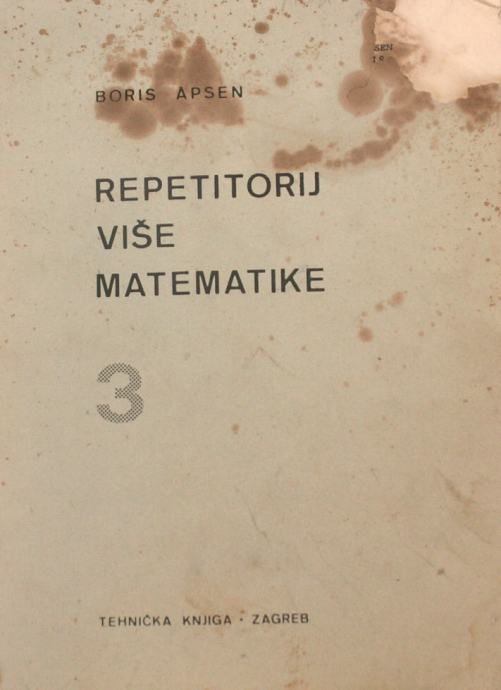 BORIS APSEN
REPETITORIJ
VIŠE
MATEMATIKE
3
TEHNIČKA KNJIGA • ZAGREB